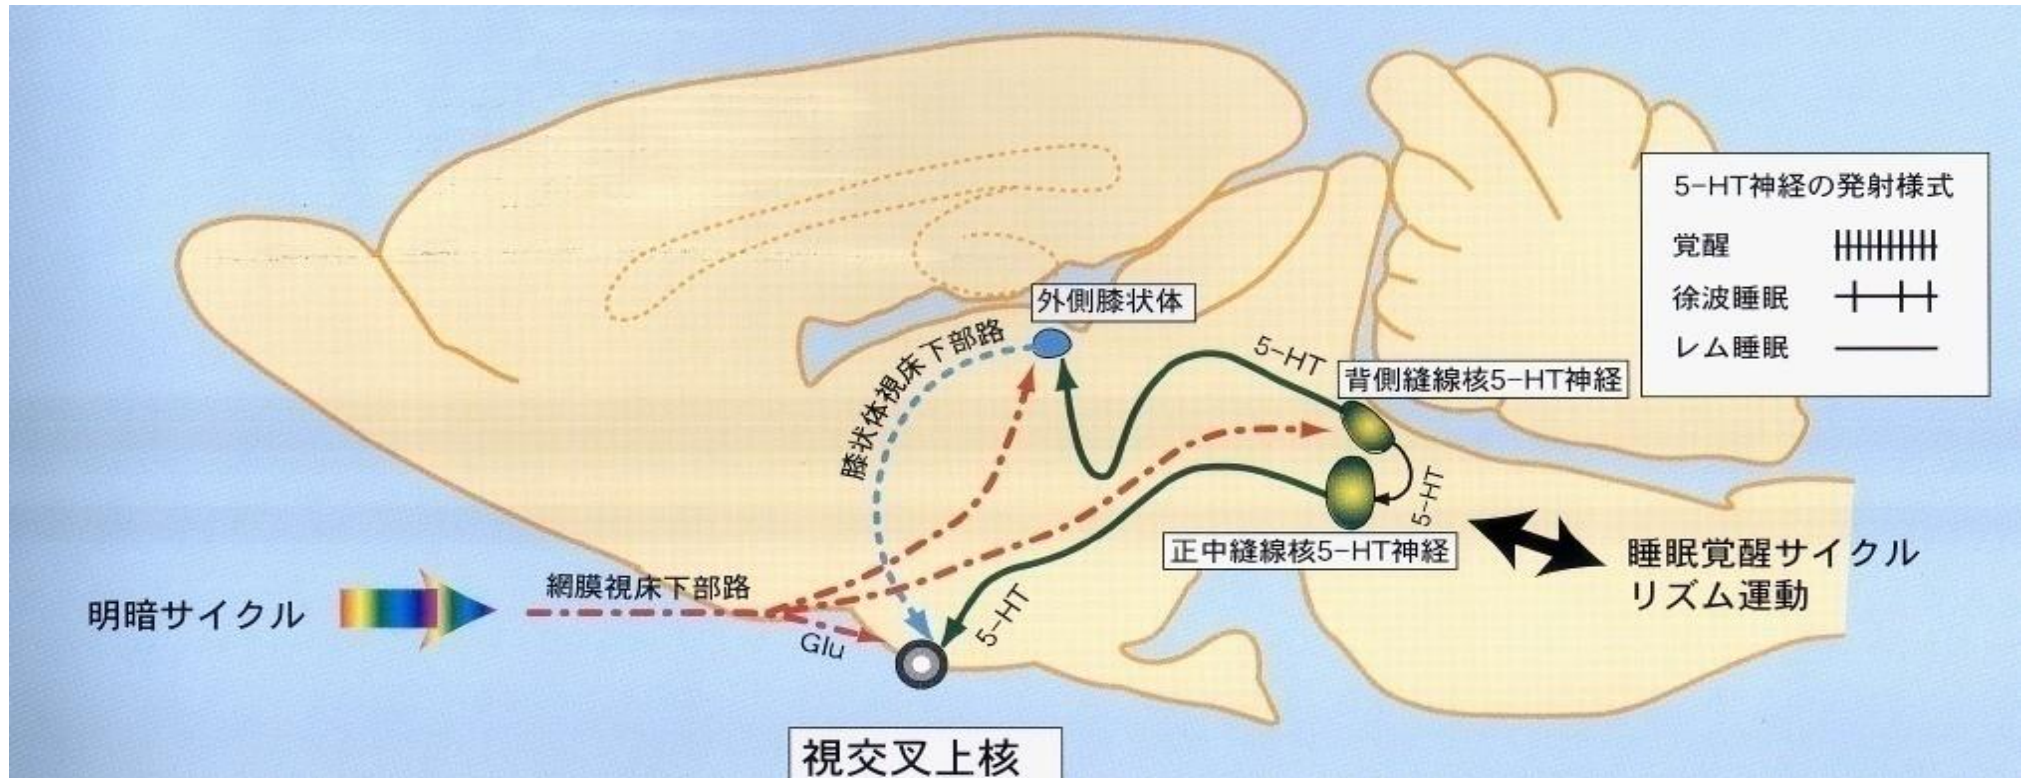 5-HT神経の発射様式
覚醒
徐波睡眠
レム睡眠
外側膝状体
膝状体視床下部路
5-HT
背側縫線核5-HT神経
5-HT
正中縫線核5-HT神経
睡眠覚醒サイクル
リズム運動
明暗サイクル
網膜視床下部路
Glu
5-HT
視交叉上核